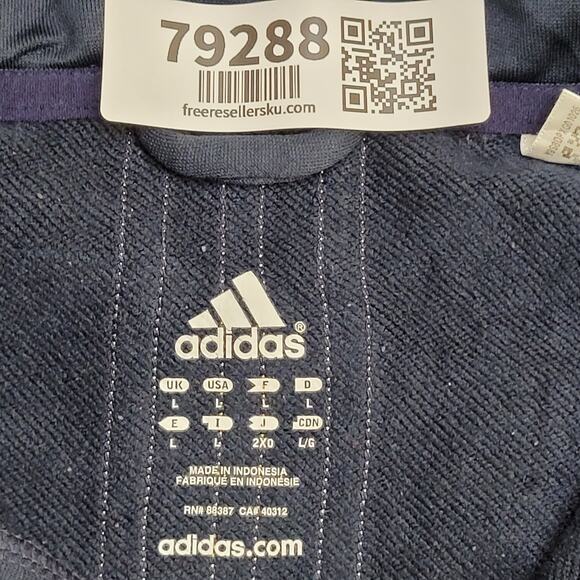 79288
freeresellersku.com
adidas®
UK USA F D
L L L L
E I J CDN
L L 2XO L/G
MADE IN INDONESIA
FABRIQUÉ EN INDONÉSIE
RN# 88387 CA# 40312
adidas.com